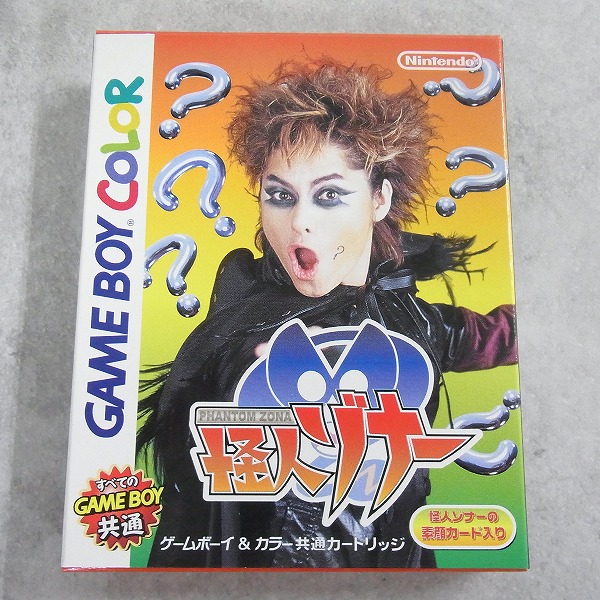 GAME BOY COLOR
Nintendo
PHANTOM ZONA
怪人ゾナー
すべての
GAME BOY
共通
ゲームボーイ & カラー共通カートリッジ
怪人ゾナーの
素顔カード入り